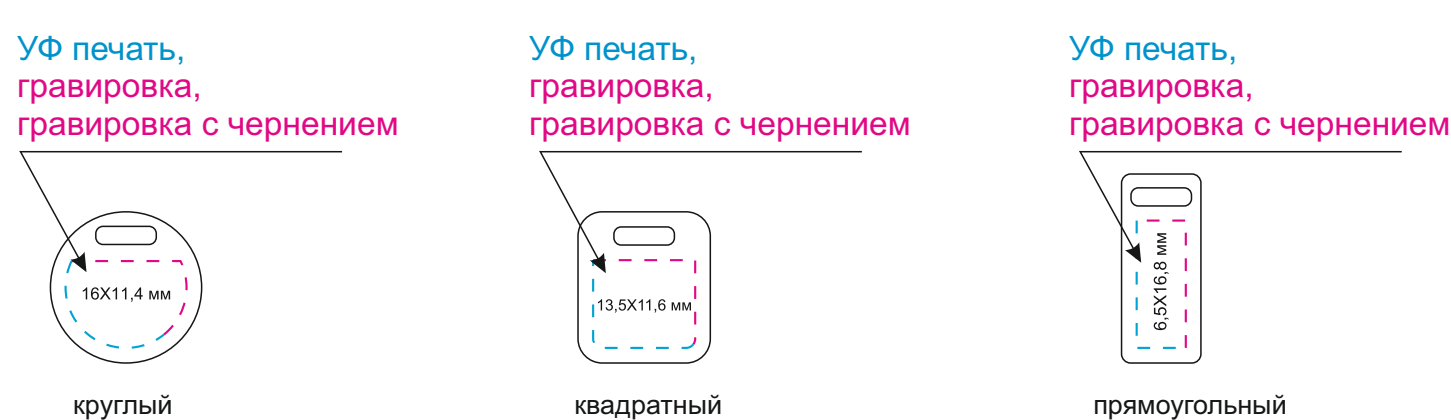 УФ печать,
гравировка,
гравировка с чернением
16X11,4 мм
круглый
УФ печать,
гравировка,
гравировка с чернением
13,5X11,6 мм
квадратный
УФ печать,
гравировка,
гравировка с чернением
6,5X16,8 мм
прямоугольный